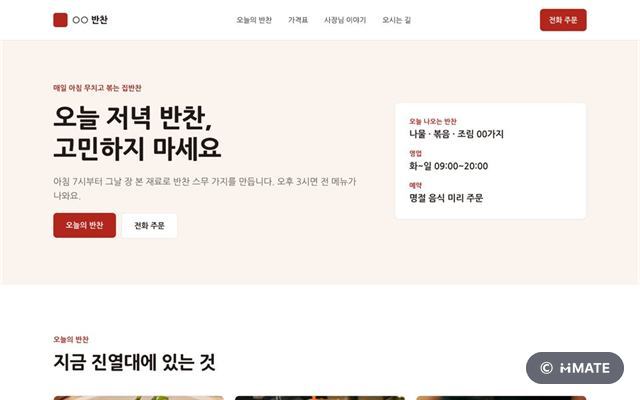 ○○ 반찬
오늘의 반찬
가격표
사장님 이야기
오시는 길
전화 주문
매일 아침 무치고 볶는 집반찬
오늘 저녁 반찬,
고민하지 마세요
아침 7시부터 그날 장 본 재료로 반찬 스무 가지를 만듭니다. 오후 3시면 전 메뉴가
나와요.
오늘의 반찬
전화 주문
오늘 나오는 반찬
나물 · 볶음 · 조림 00가지
영업
화~일 09:00~20:00
예약
명절 음식 미리 주문
오늘의 반찬
지금 진열대에 있는 것
© MATE